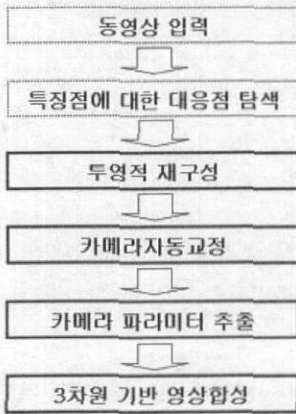 동영상 입력
특징점에 대한 대응점 탐색
투영적 재구성
카메라자동교정
카메라 파라미터 추출
3차원 기반 영상합성